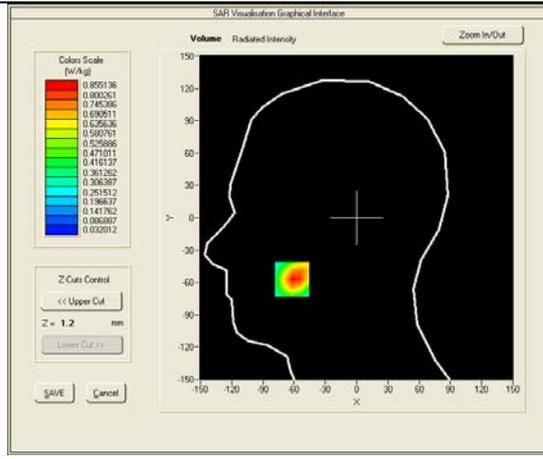 SAR Visualisation Graphical Interface
Volume Radiated Intensity
Zoom In/Out
Colors Scale
(W/kg)
0.855136
0.800261
0.745386
0.690511
0.635636
0.580761
0.525886
0.471011
0.416137
0.361262
0.306387
0.251512
0.196637
0.141762
0.086887
0.032012
Z Cuts Control
<< Upper Cut
Z = 1.2 mm
Lower Cut >>
SAVE Cancel
150
120
90
60
30
0
-30
-60
-90
-120
-150
Y
-150 -120 -90 -60 -30 0 30 60 90 120 150
X